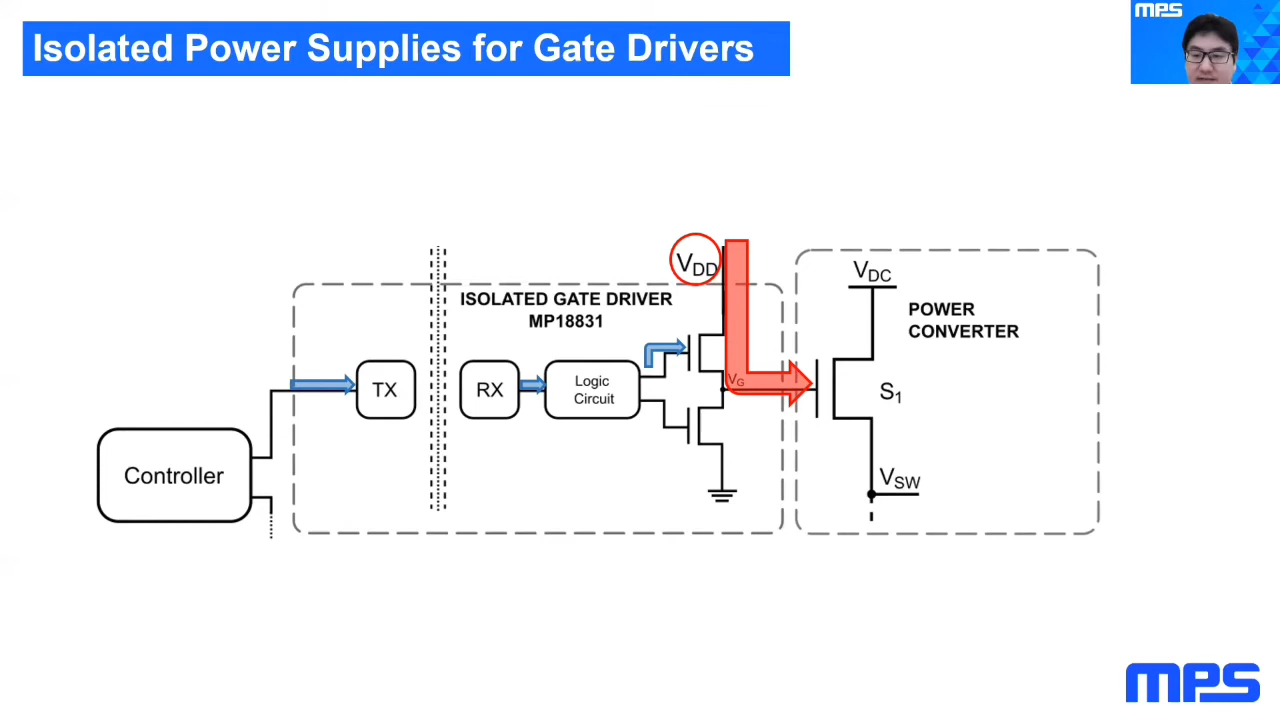 Isolated Power Supplies for Gate Drivers
mps
VDD
ISOLATED GATE DRIVER
MP18831
VDC
POWER
CONVERTER
TX
RX
Logic
Circuit
VG
S1
Controller
VSW
mps